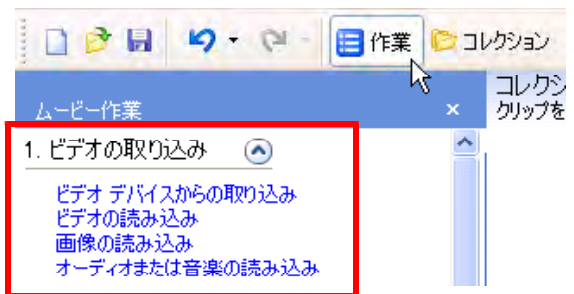 作業 コレクション
ムービー作業
コレクシ
クリップを
1. ビデオの取り込み
ビデオ デバイスからの取り込み
ビデオの読み込み
画像の読み込み
オーディオまたは音楽の読み込み